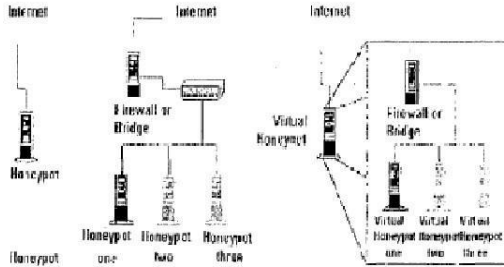 Internet
Honeypot
Honeypot
Internet
Firewall or
Bridge
Honeypot Honeypot Honeypot
one two three
Internet
Virtual
Honeynet
Firewall or
Bridge
Virtual Virtual Virtual
Honeypot Honeypot Honeypot
one two three